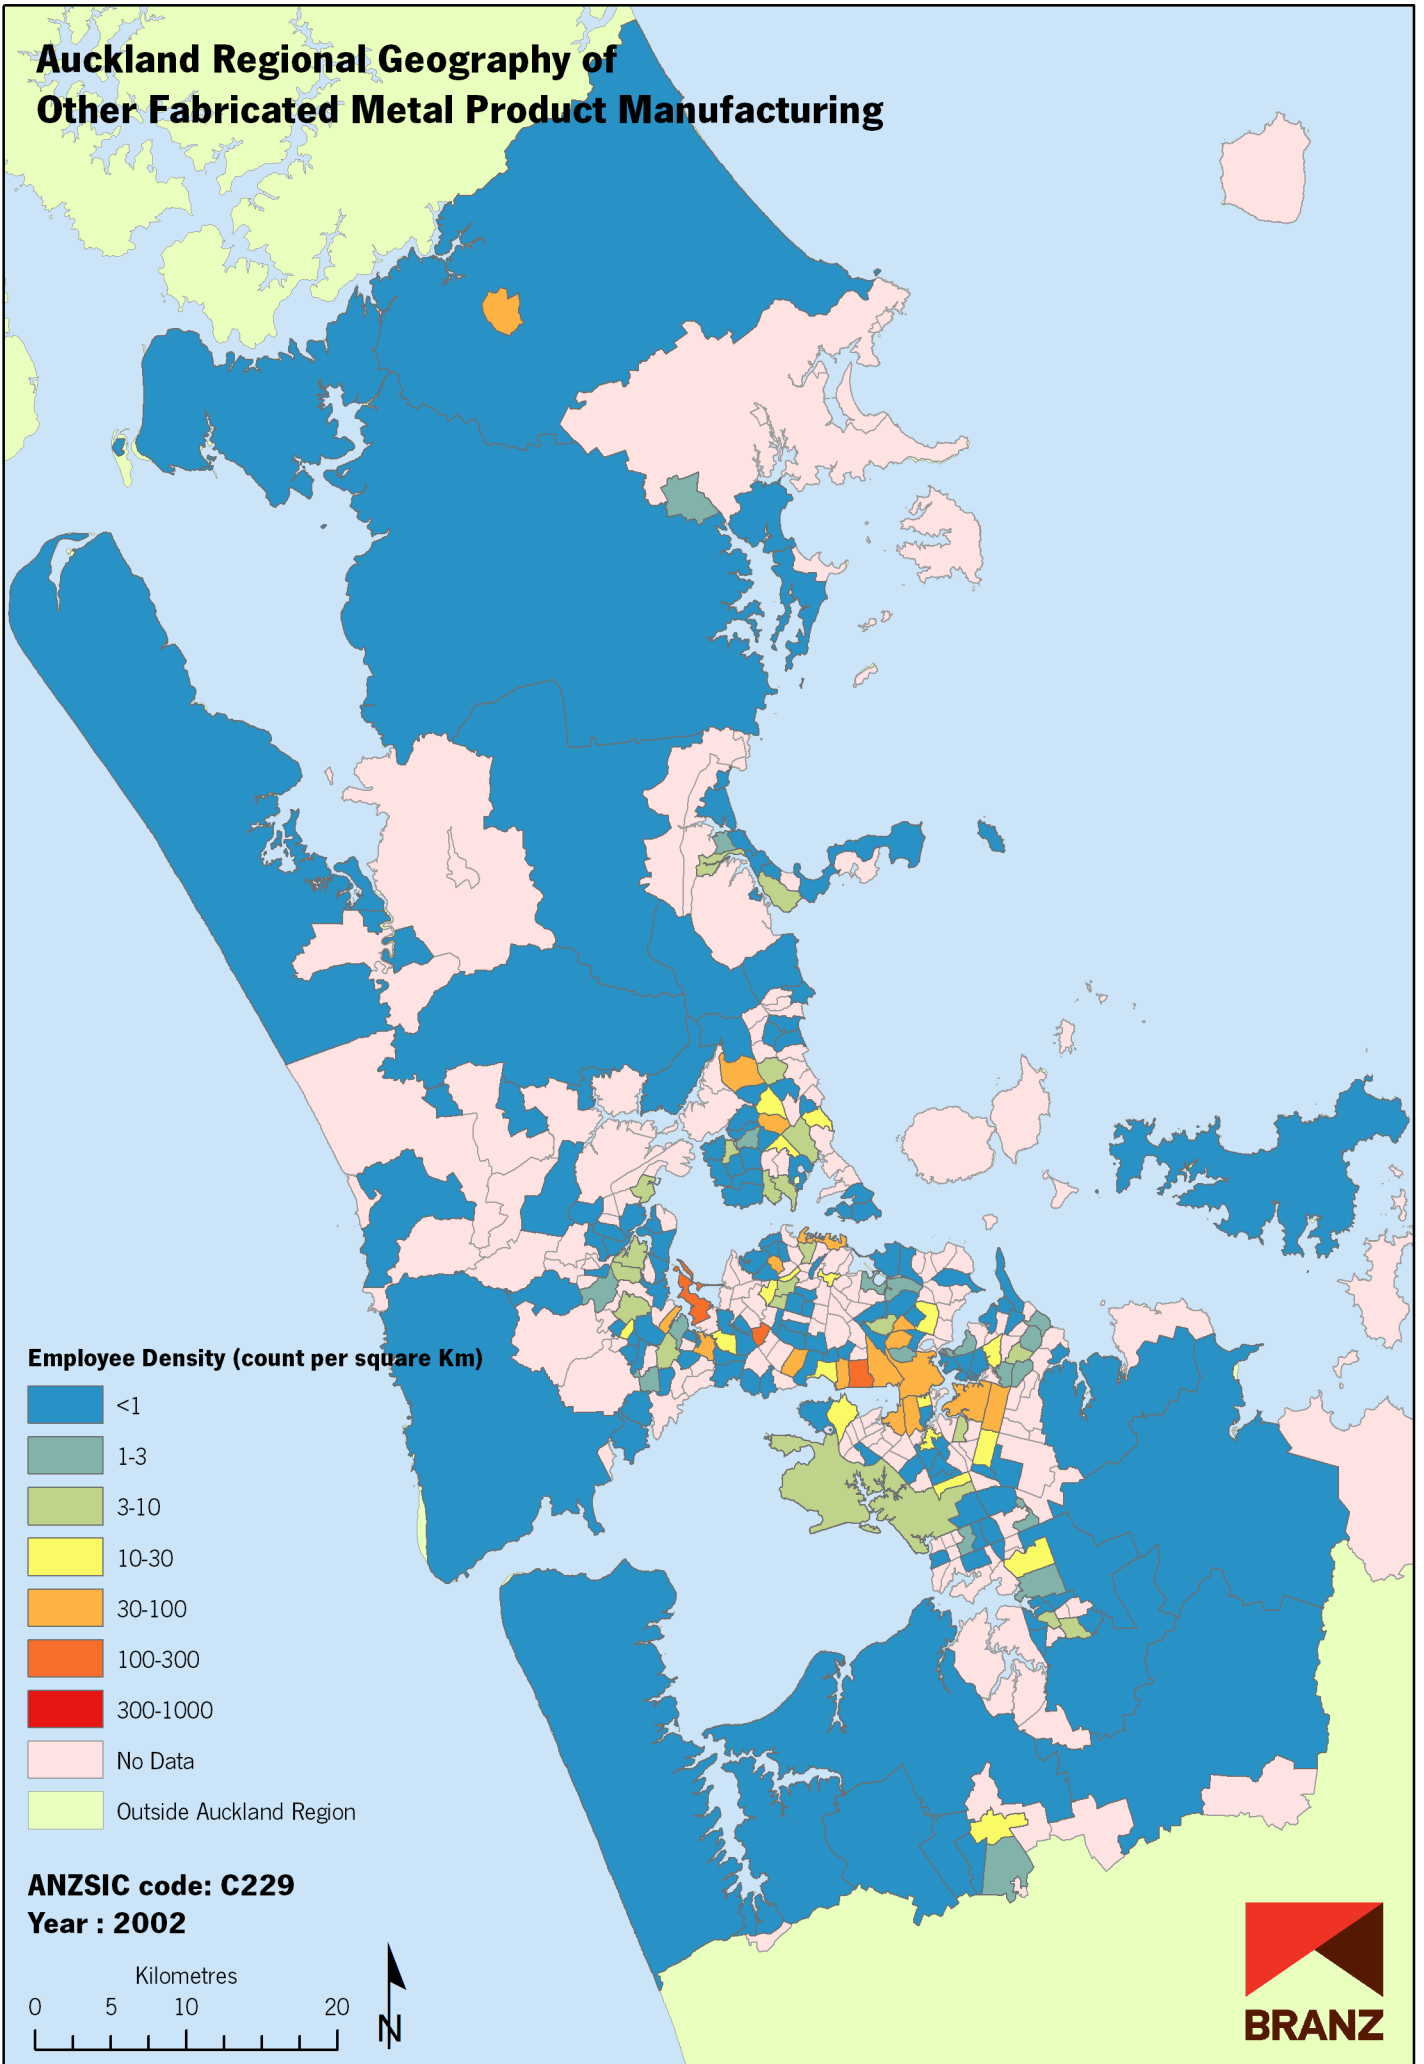 Auckland Regional Geography of
Other Fabricated Metal Product Manufacturing
Employee Density (count per square Km)
<1
1-3
3-10
10-30
30-100
100-300
300-1000
No Data
Outside Auckland Region
ANZSIC code: C229
Year : 2002
Kilometres
0 5 10 20
N
BRANZ